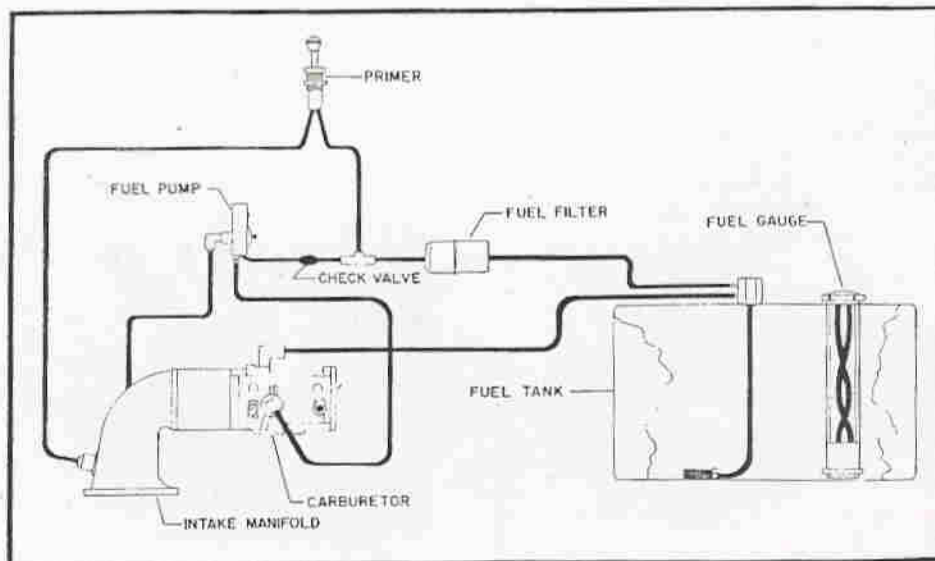 PRIMER
FUEL PUMP
FUEL FILTER
FUEL GAUGE
CHECK VALVE
FUEL TANK
CARBURETOR
INTAKE MANIFOLD